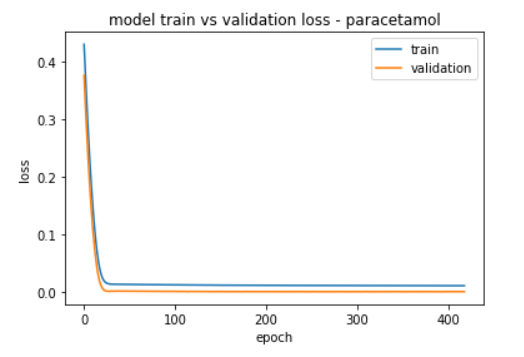 model train vs validation loss - paracetamol
train
validation
loss
0.4
0.3
0.2
0.1
0.0
0 100 200 300 400
epoch